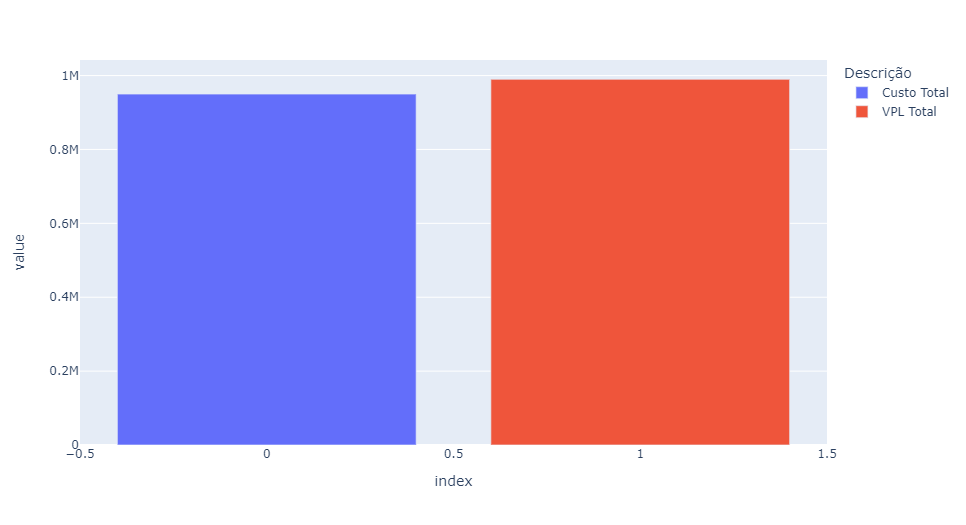 Descrição
Custo Total
VPL Total
1M
0.8M
0.6M
0.4M
0.2M
0
−0.5
0
0.5
1
1.5
value
index